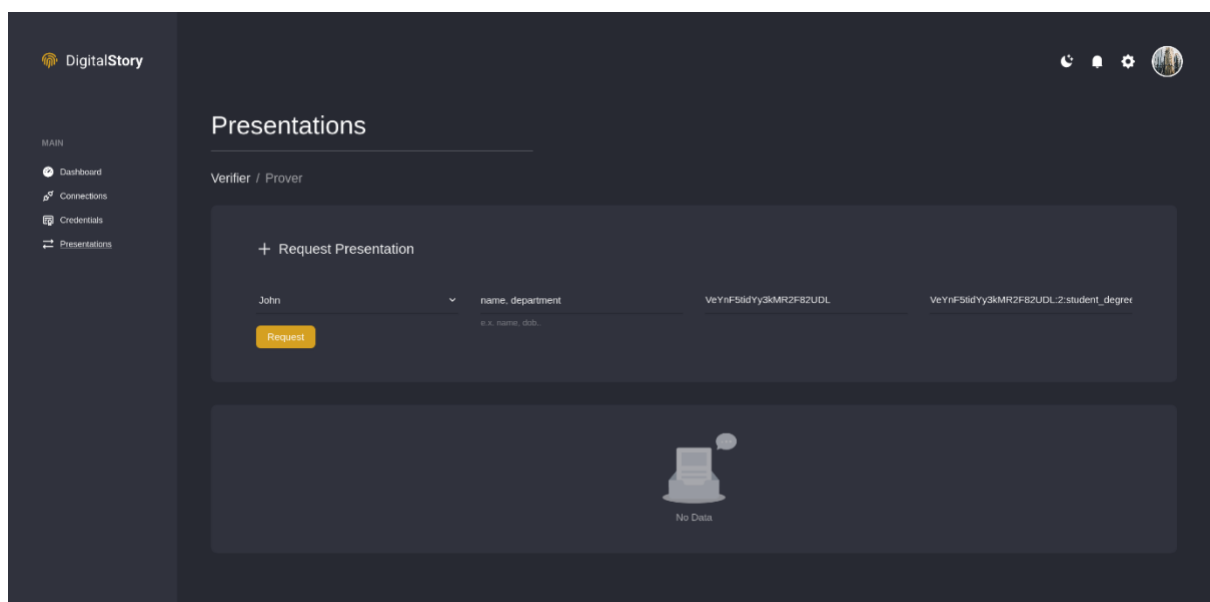 DigitalStory
MAIN
Dashboard
Connections
Credentials
Presentations
Presentations
Verifier / Prover
+ Request Presentation
John
name, department
VeYnF5tidYy3kMR2F82UDL
VeYnF5tidYy3kMR2F82UDL:2:student_degree
e.x. name, dob..
Request
No Data